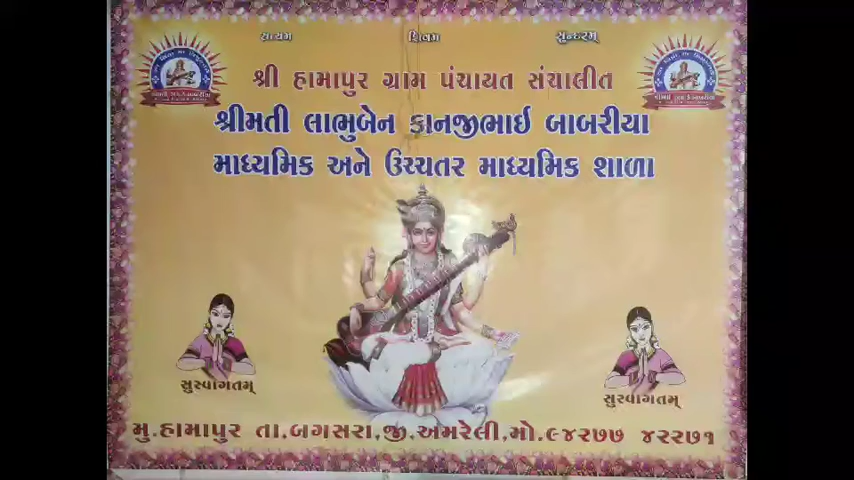 સત્યમ શિવમ સુન્દરમ્
શ્રી હામાપુર ગ્રામ પંચાયત સંચાલીત
શ્રીમતી લાભુબેન કાનજીભાઈ બાબરીયા
માધ્યમિક અને ઉચ્ચતર માધ્યમિક શાળા
સુસ્વાગતમ્ સુસ્વાગતમ્
મુ.હામાપુર તા.બગસરા,જી.અમરેલી,મો.૯૪૨૭૭ ૪૨૨૭૧